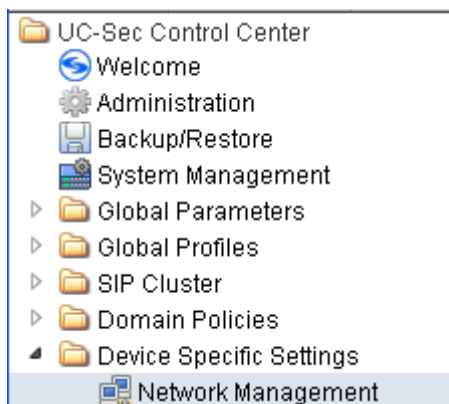 UC-Sec Control Center
Welcome
Administration
Backup/Restore
System Management
Global Parameters
Global Profiles
SIP Cluster
Domain Policies
Device Specific Settings
Network Management